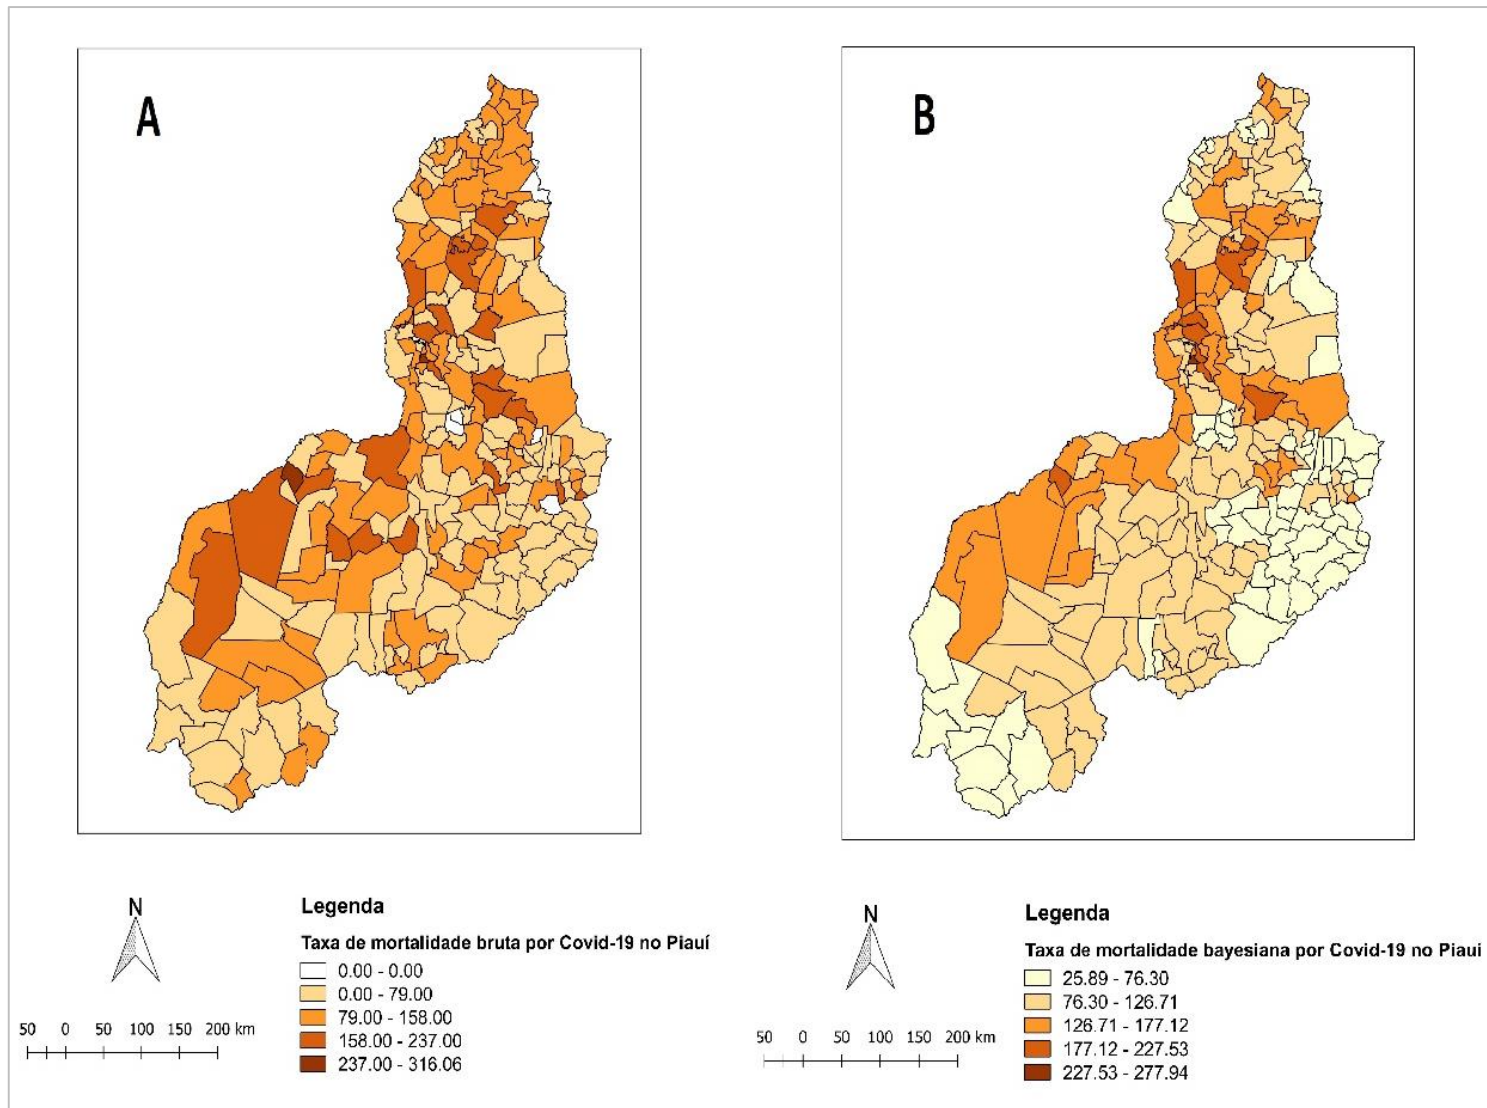 A
B
N
Legenda
Taxa de mortalidade bruta por Covid-19 no Piauí
0.00 - 0.00
0.00 - 79.00
79.00 - 158.00
158.00 - 237.00
237.00 - 316.06
50 0 50 100 150 200 km
N
Legenda
Taxa de mortalidade bayesiana por Covid-19 no Piaui
25.89 - 76.30
76.30 - 126.71
126.71 - 177.12
177.12 - 227.53
227.53 - 277.94
50 0 50 100 150 200 km